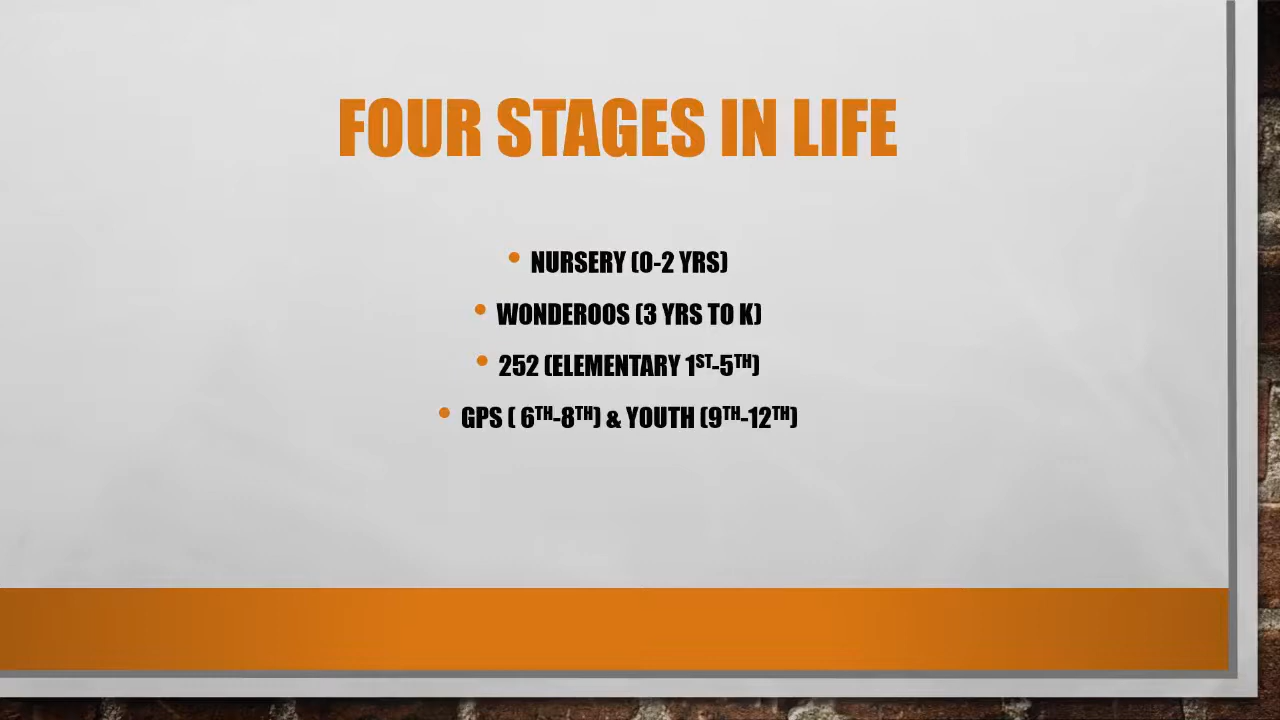 FOUR STAGES IN LIFE
• NURSERY (0-2 YRS)
• WONDEROOS (3 YRS TO K)
• 252 (ELEMENTARY 1ST-5TH)
• GPS ( 6TH-8TH) & YOUTH (9TH-12TH)